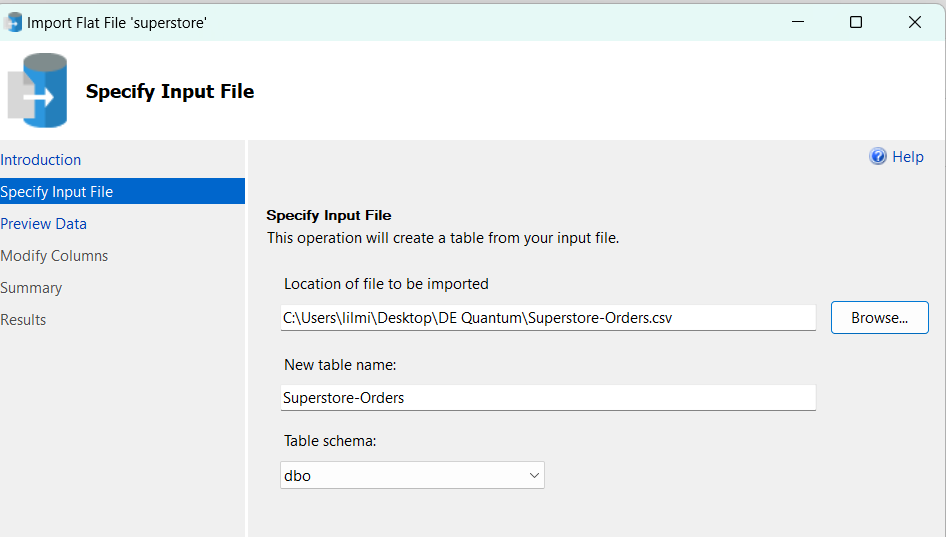 Import Flat File 'superstore'
Specify Input File
Introduction
Specify Input File
Preview Data
Modify Columns
Summary
Results
Help
Specify Input File
This operation will create a table from your input file.
Location of file to be imported
C:\Users\lilmi\Desktop\DE Quantum\Superstore-Orders.csv
Browse...
New table name:
Superstore-Orders
Table schema:
dbo